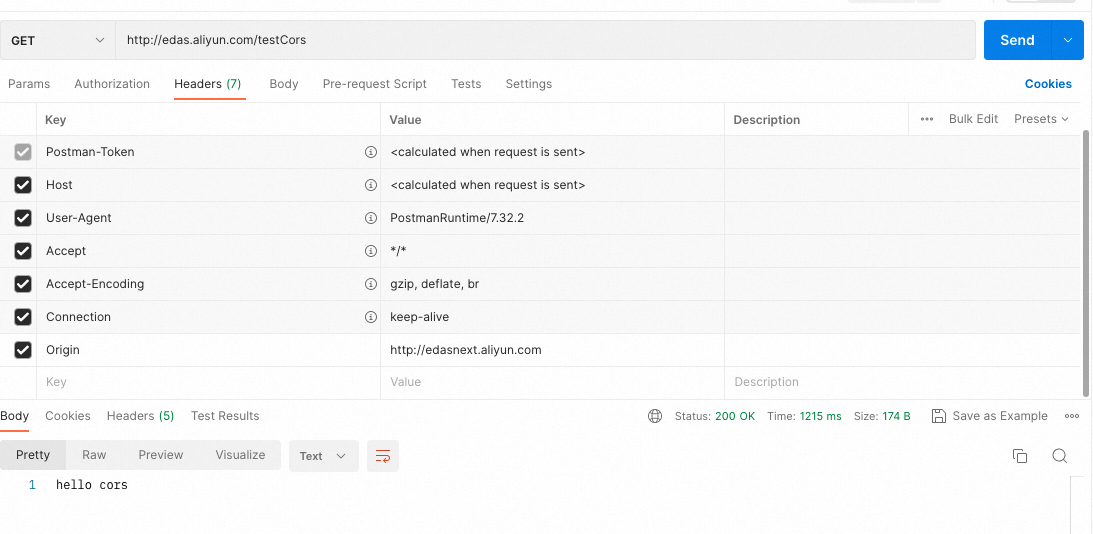 GET http://edas.aliyun.com/testCors Send
Params Authorization Headers (7) Body Pre-request Script Tests Settings Cookies
Key Value Description ••• Bulk Edit Presets
Postman-Token <calculated when request is sent>
Host <calculated when request is sent>
User-Agent PostmanRuntime/7.32.2
Accept */*
Accept-Encoding gzip, deflate, br
Connection keep-alive
Origin http://edasnext.aliyun.com
Key Value Description
Body Cookies Headers (5) Test Results Status: 200 OK Time: 1215 ms Size: 174 B Save as Example •••
Pretty Raw Preview Visualize Text
1 hello cors